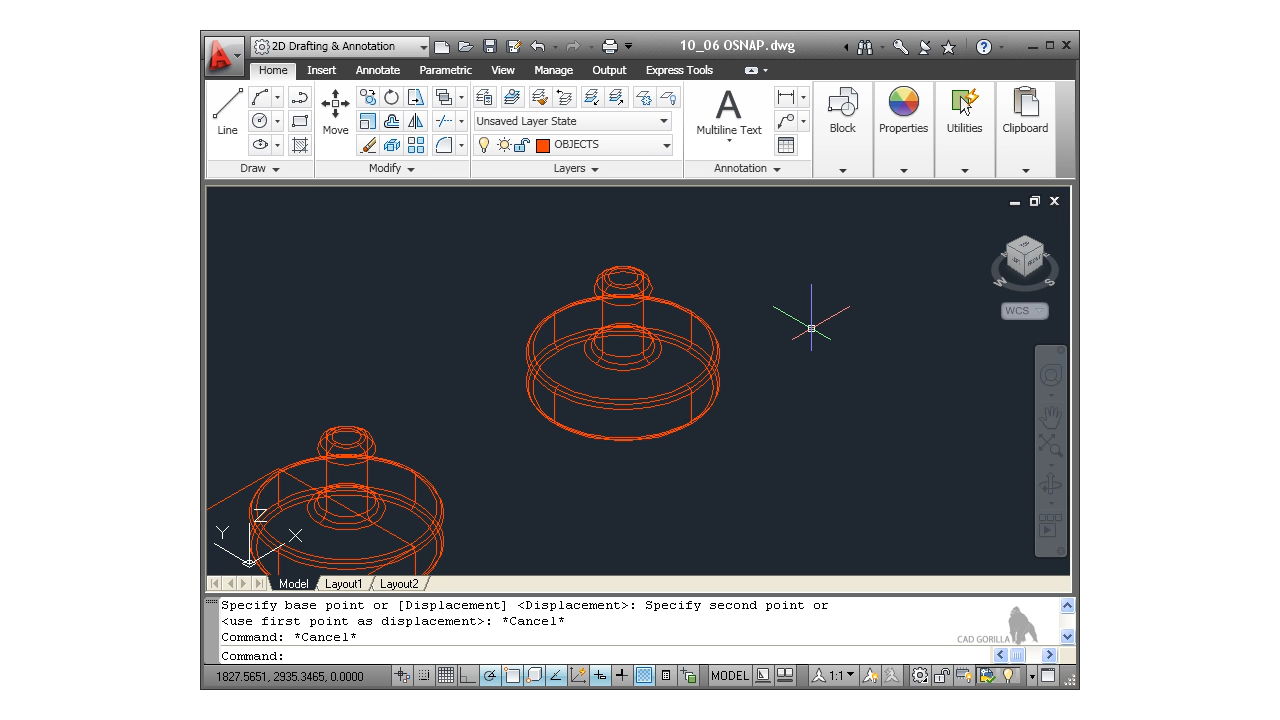 2D Drafting & Annotation
10_06 OSNAP.dwg
Home Insert Annotate Parametric View Manage Output Express Tools
Line
Move
Unsaved Layer State
OBJECTS
Multiline Text
Block
Properties
Utilities
Clipboard
Draw Modify Layers Annotation
W S
WCS
Z
Y X
Model Layout1 Layout2
Specify base point or [Displacement] <Displacement>: Specify second point or
<use first point as displacement>: *Cancel*
Command: *Cancel*
CAD GORILLA
Command:
1827.5651, 2935.3465, 0.0000
MODEL
1:1